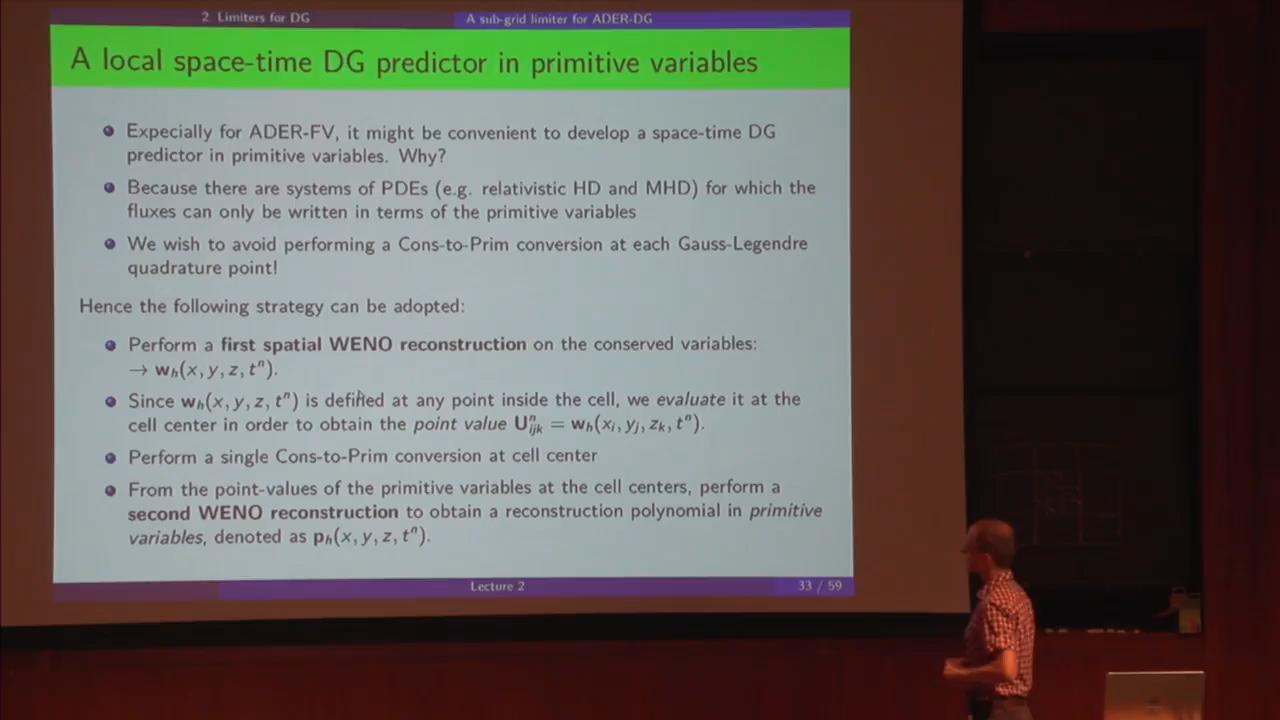 2. Limiters for DG
A sub-grid limiter for ADER-DG
A local space-time DG predictor in primitive variables
Expecially for ADER-FV, it might be convenient to develop a space-time DG
predictor in primitive variables. Why?
Because there are systems of PDEs (e.g. relativistic HD and MHD) for which the
fluxes can only be written in terms of the primitive variables
We wish to avoid performing a Cons-to-Prim conversion at each Gauss-Legendre
quadrature point!
Hence the following strategy can be adopted:
Perform a first spatial WENO reconstruction on the conserved variables:
→ wₕ(x, y, z, tⁿ).
Since wₕ(x, y, z, tⁿ) is defined at any point inside the cell, we evaluate it at the
cell center in order to obtain the point value Uⁿᵢⱼₖ = wₕ(xᵢ, yⱼ, zₖ, tⁿ).
Perform a single Cons-to-Prim conversion at cell center
From the point-values of the primitive variables at the cell centers, perform a
second WENO reconstruction to obtain a reconstruction polynomial in primitive
variables, denoted as pₕ(x, y, z, tⁿ).
Lecture 2
33 / 59